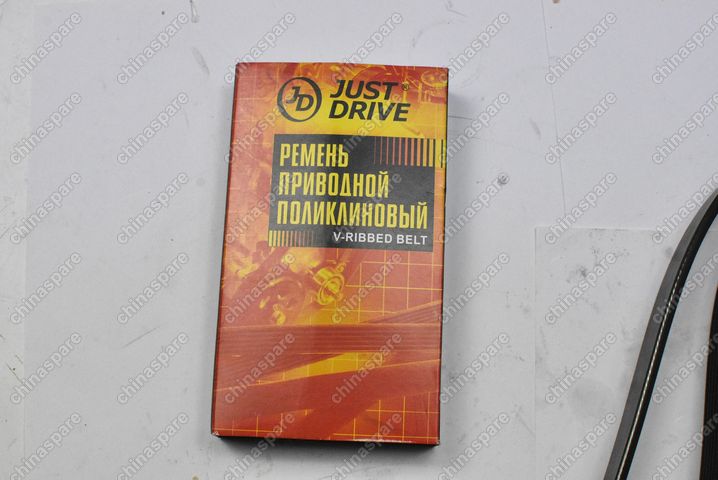 JD
JUST
DRIVE
®
РЕМЕНЬ
ПРИВОДНОЙ
ПОЛИКЛИНОВЫЙ
V-RIBBED BELT
chinaspare